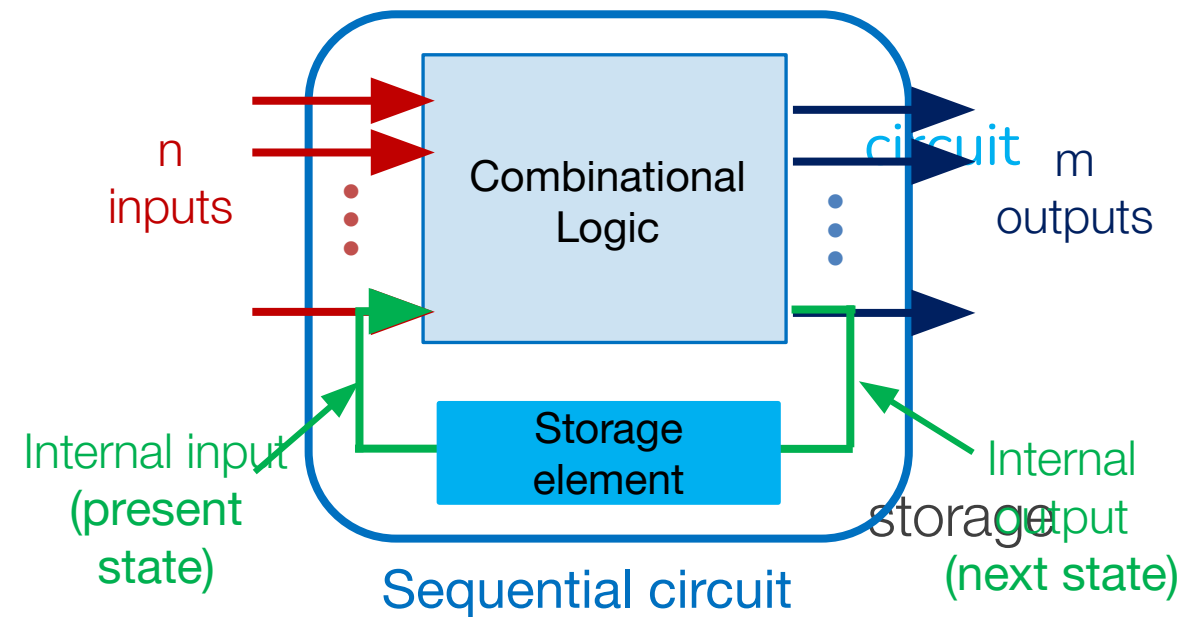 n
inputs
Combinational
Logic
circuit
m
outputs
Storage
element
Internal input
(present
state)
Internal
output
(next state)
storage
Sequential circuit